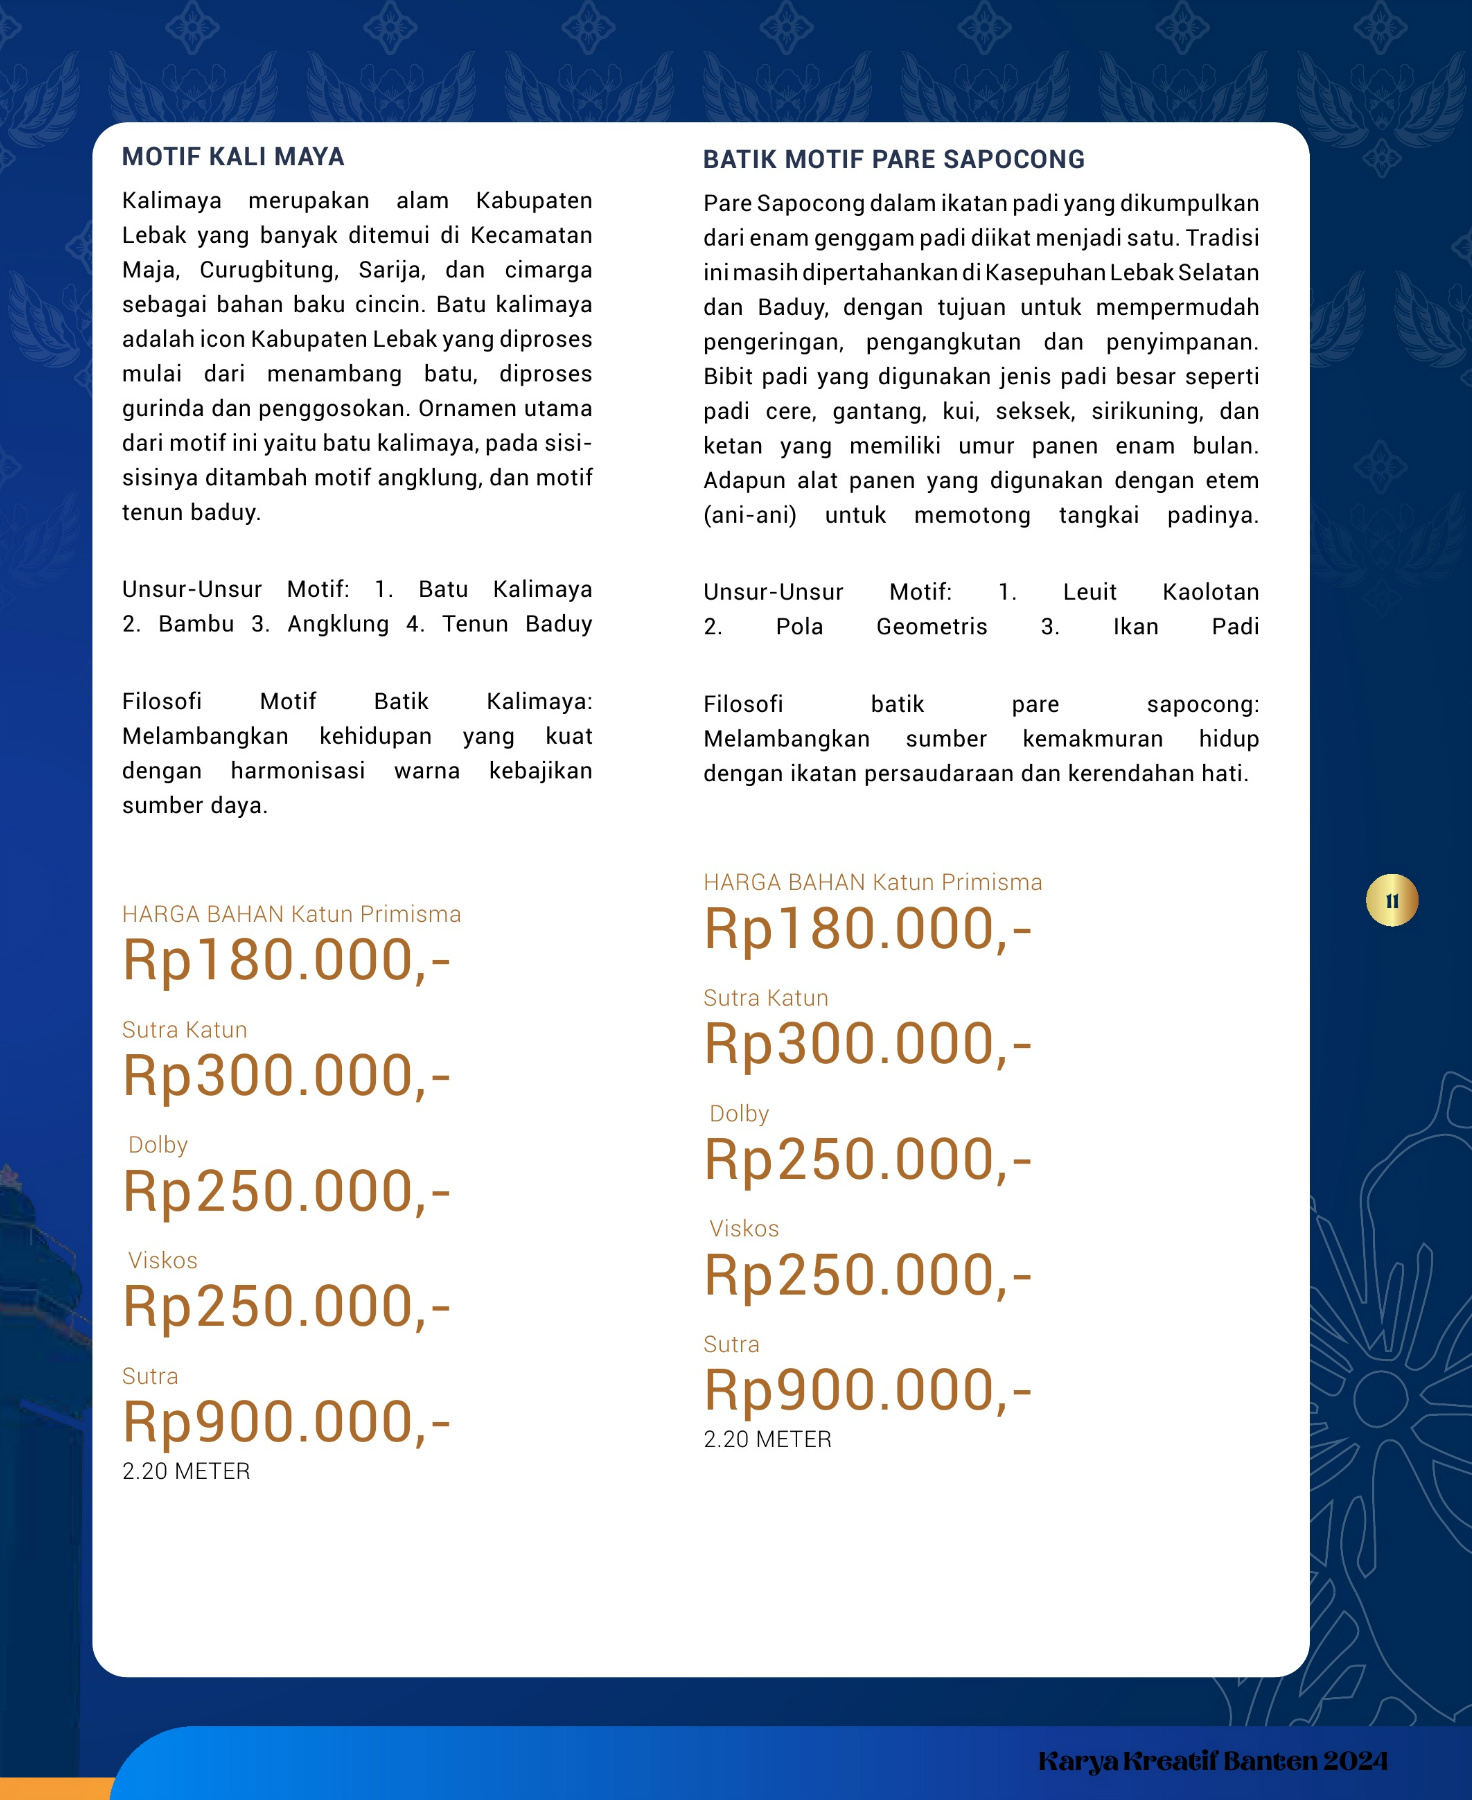 MOTIF KALI MAYA
Kalimaya merupakan alam Kabupaten
Lebak yang banyak ditemui di Kecamatan
Maja, Curugbitung, Sarija, dan cimarga
sebagai bahan baku cincin. Batu kalimaya
adalah icon Kabupaten Lebak yang diproses
mulai dari menambang batu, diproses
gurinda dan penggosokan. Ornamen utama
dari motif ini yaitu batu kalimaya, pada sisi-
sisinya ditambah motif angklung, dan motif
tenun baduy.
Unsur-Unsur Motif: 1. Batu Kalimaya
2. Bambu 3. Angklung 4. Tenun Baduy
Filosofi Motif Batik Kalimaya:
Melambangkan kehidupan yang kuat
dengan harmonisasi warna kebajikan
sumber daya.
HARGA BAHAN Katun Primisma
Rp180.000,-
Sutra Katun
Rp300.000,-
Dolby
Rp250.000,-
Viskos
Rp250.000,-
Sutra
Rp900.000,-
2.20 METER
BATIK MOTIF PARE SAPOCONG
Pare Sapocong dalam ikatan padi yang dikumpulkan
dari enam genggam padi diikat menjadi satu. Tradisi
ini masih dipertahankan di Kasepuhan Lebak Selatan
dan Baduy, dengan tujuan untuk mempermudah
pengeringan, pengangkutan dan penyimpanan.
Bibit padi yang digunakan jenis padi besar seperti
padi cere, gantang, kui, seksek, sirikuning, dan
ketan yang memiliki umur panen enam bulan.
Adapun alat panen yang digunakan dengan etem
(ani-ani) untuk memotong tangkai padinya.
Unsur-Unsur Motif: 1. Leuit Kaolotan
2. Pola Geometris 3. Ikan Padi
Filosofi batik pare sapocong:
Melambangkan sumber kemakmuran hidup
dengan ikatan persaudaraan dan kerendahan hati.
HARGA BAHAN Katun Primisma
Rp180.000,-
Sutra Katun
Rp300.000,-
Dolby
Rp250.000,-
Viskos
Rp250.000,-
Sutra
Rp900.000,-
2.20 METER
11
Karya Kreatif Banten 2024